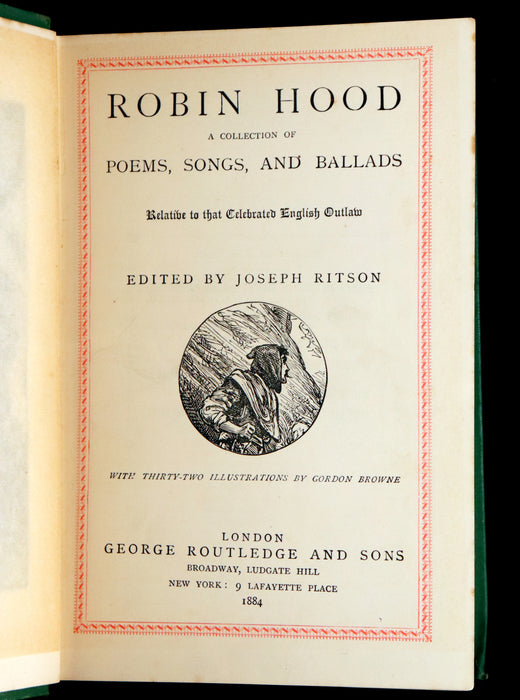 ROBIN HOOD
A COLLECTION OF
POEMS, SONGS, AND BALLADS
Relative to that Celebrated English Outlaw
EDITED BY JOSEPH RITSON
WITH THIRTY-TWO ILLUSTRATIONS BY GORDON BROWNE
LONDON
GEORGE ROUTLEDGE AND SONS
BROADWAY, LUDGATE HILL
NEW YORK: 9 LAFAYETTE PLACE
1884